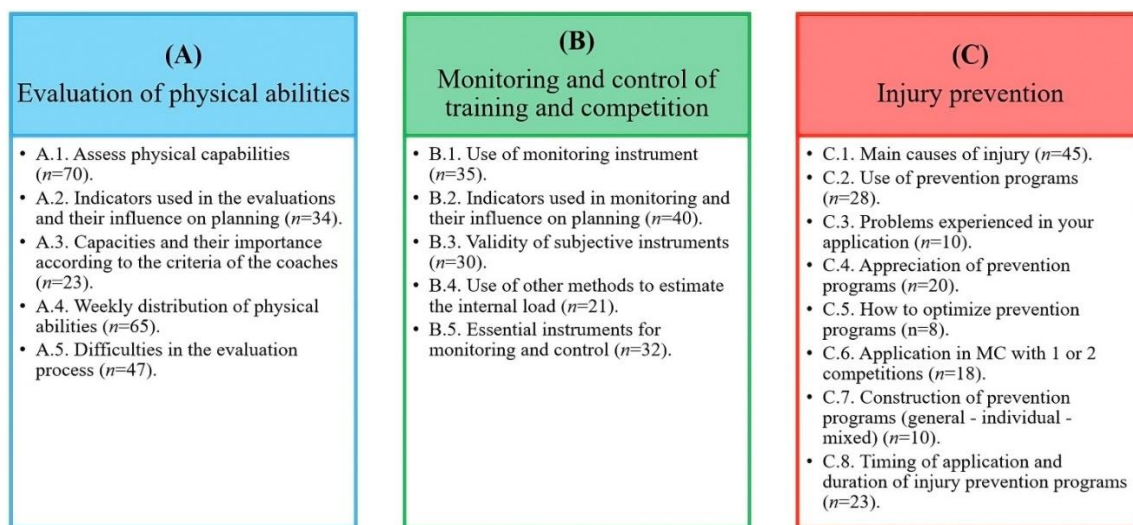 (A)
Evaluation of physical abilities
• A.1. Assess physical capabilities
(n=70).
• A.2. Indicators used in the evaluations
and their influence on planning (n=34).
• A.3. Capacities and their importance
according to the criteria of the coaches
(n=23).
• A.4. Weekly distribution of physical
abilities (n=65).
• A.5. Difficulties in the evaluation
process (n=47).
(B)
Monitoring and control of
training and competition
• B.1. Use of monitoring instrument
(n=35).
• B.2. Indicators used in monitoring and
their influence on planning (n=40).
• B.3. Validity of subjective instruments
(n=30).
• B.4. Use of other methods to estimate
the internal load (n=21).
• B.5. Essential instruments for
monitoring and control (n=32).
(C)
Injury prevention
• C.1. Main causes of injury (n=45).
• C.2. Use of prevention programs
(n=28).
• C.3. Problems experienced in your
application (n=10).
• C.4. Appreciation of prevention
programs (n=20).
• C.5. How to optimize prevention
programs (n=8).
• C.6. Application in MC with 1 or 2
competitions (n=18).
• C.7. Construction of prevention
programs (general - individual -
mixed) (n=10).
• C.8. Timing of application and
duration of injury prevention programs
(n=23).